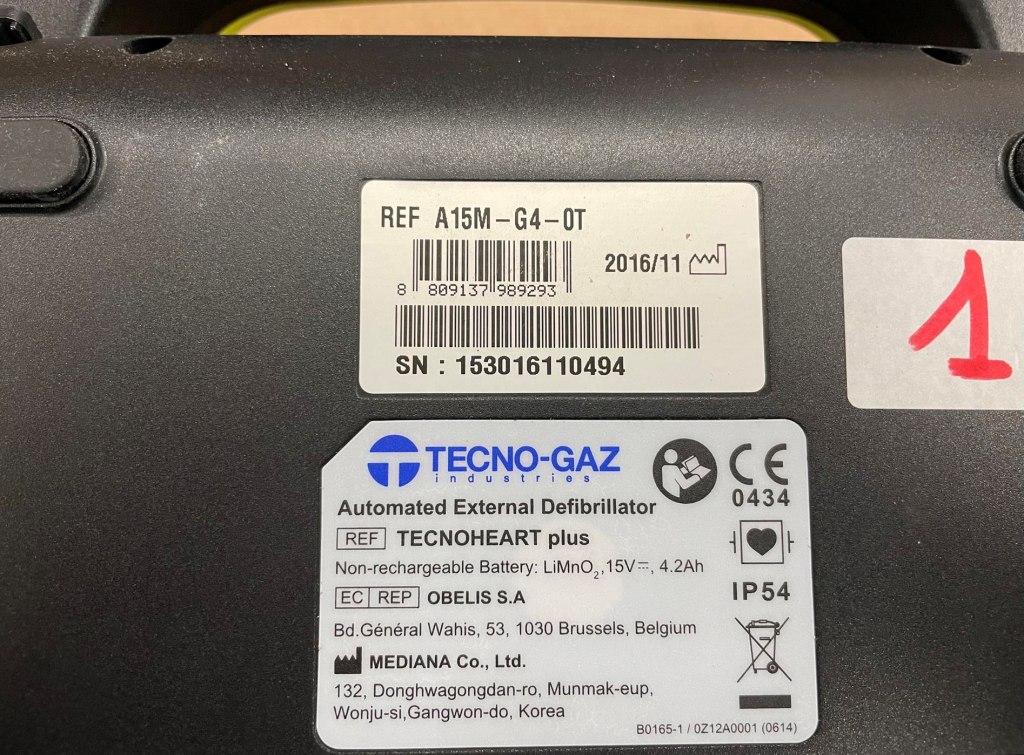 REF A15M-G4-0T
2016/11
8 809137 989293
SN : 153016110494
1
TECNO-GAZ
industries
Automated External Defibrillator
REF TECNOHEART plus
Non-rechargeable Battery: LiMnO2,15V⎓, 4.2Ah
EC REP OBELIS S.A
Bd.Général Wahis, 53, 1030 Brussels, Belgium
MEDIANA Co., Ltd.
132, Donghwagongdan-ro, Munmak-eup,
Wonju-si,Gangwon-do, Korea
CE
0434
IP54
B0165-1 / 0Z12A0001 (0614)